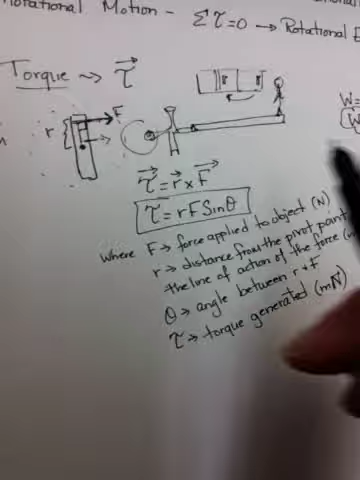 Rotational Motion -
Στ=0 → Rotational E
Torque ~> τ
F
r
W=
τ = r x F
τ = rFSinθ
where F → force applied to object (N)
r → distance from the pivot point
the line of action of the force
θ → angle between r + F
τ → torque generated (mN)